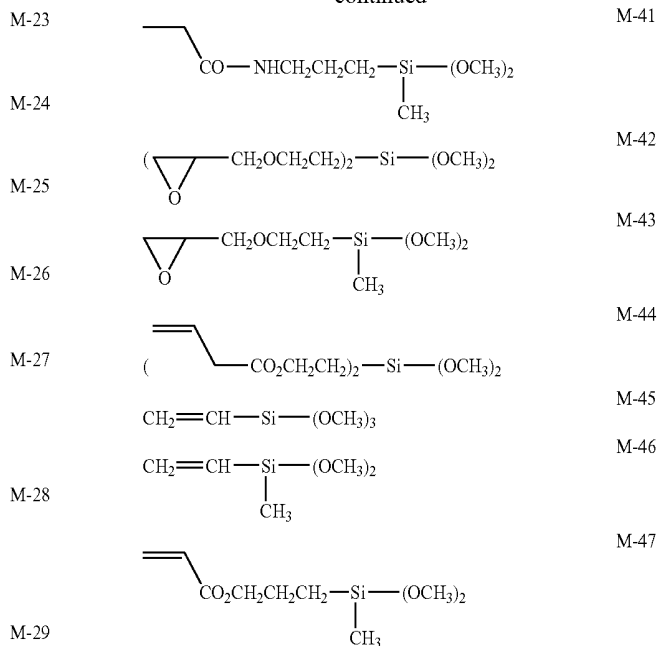 continued
M-23
M-41
CO—NHCH₂CH₂CH₂—Si—(OCH₃)₂
CH₃
M-24
M-42
( CH₂OCH₂CH₂)₂—Si—(OCH₃)₂
O
M-25
M-43
CH₂OCH₂CH₂—Si—(OCH₃)₂
O
CH₃
M-26
M-44
M-27
( CO₂CH₂CH₂)₂—Si—(OCH₃)₂
M-45
CH₂=CH—Si—(OCH₃)₃
M-46
CH₂=CH—Si—(OCH₃)₂
CH₃
M-28
M-47
CO₂CH₂CH₂CH₂—Si—(OCH₃)₂
CH₃
M-29